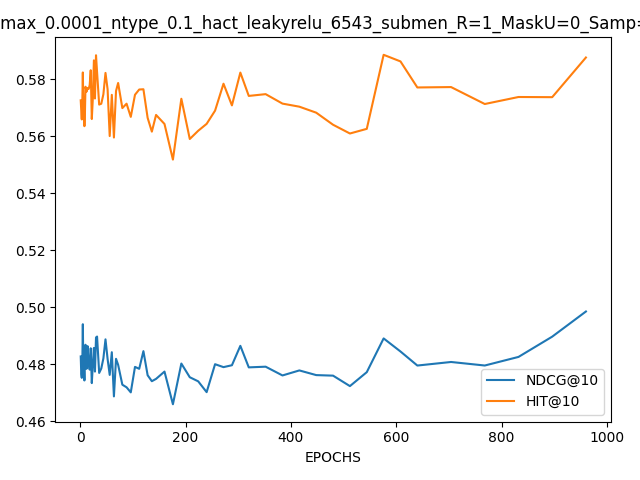 max_0.0001_ntype_0.1_hact_leakyrelu_6543_submen_R=1_MaskU=0_Samp=
0.58
0.56
0.54
0.52
0.50
0.48
0.46
NDCG@10
HIT@10
0 200 400 600 800 1000
EPOCHS